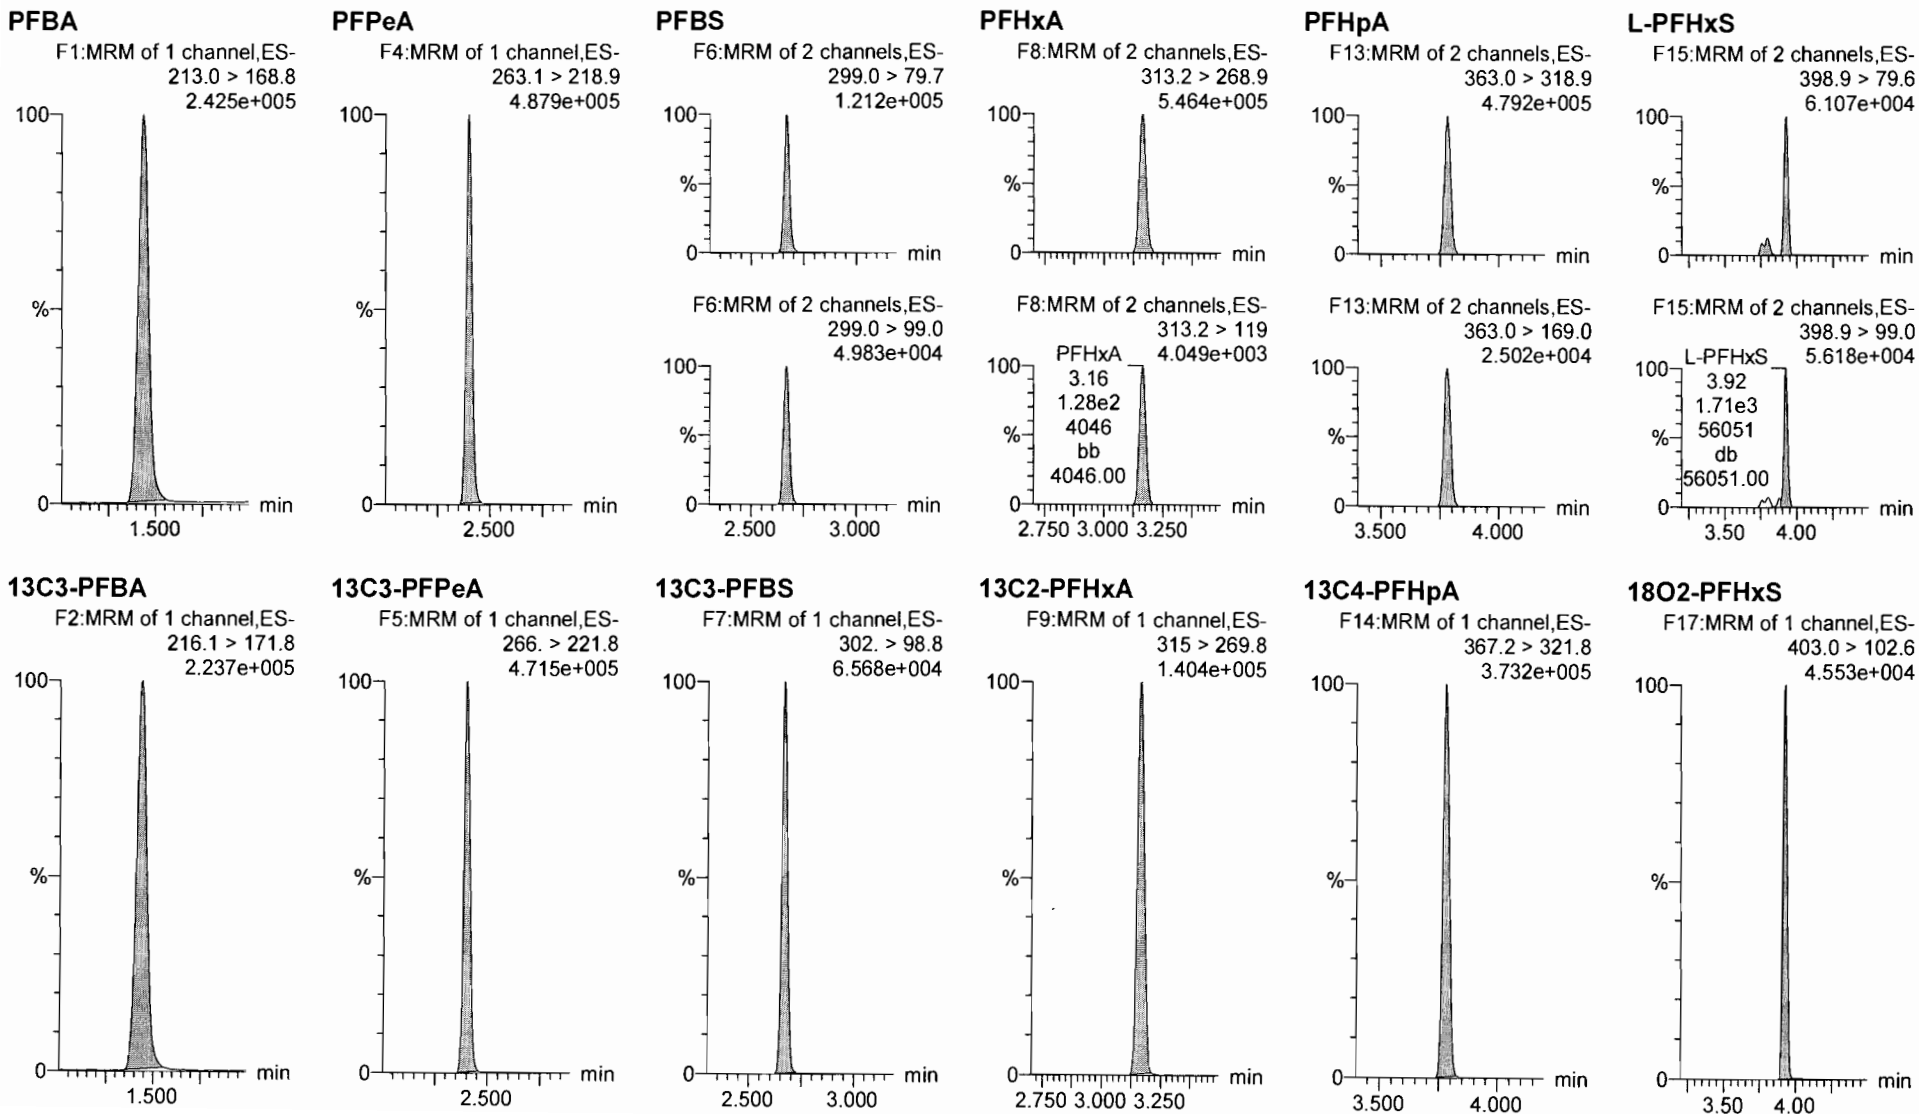 PFBA
F1:MRM of 1 channel,ES-
213.0 > 168.8
2.425e+005
100
%
0
min
1.500
PFPeA
F4:MRM of 1 channel,ES-
263.1 > 218.9
4.879e+005
100
%
0
min
2.500
PFBS
F6:MRM of 2 channels,ES-
299.0 > 79.7
1.212e+005
100
%
0
min
F6:MRM of 2 channels,ES-
299.0 > 99.0
4.983e+004
100
%
0
min
2.500 3.000
PFHxA
F8:MRM of 2 channels,ES-
313.2 > 268.9
5.464e+005
100
%
0
min
F8:MRM of 2 channels,ES-
313.2 > 119
4.049e+003
PFHxA
3.16
1.28e2
4046
bb
4046.00
100
%
0
min
2.750 3.000 3.250
PFHpA
F13:MRM of 2 channels,ES-
363.0 > 318.9
4.792e+005
100
%
0
min
F13:MRM of 2 channels,ES-
363.0 > 169.0
2.502e+004
100
%
0
min
3.500 4.000
L-PFHxS
F15:MRM of 2 channels,ES-
398.9 > 79.6
6.107e+004
100
%
0
min
F15:MRM of 2 channels,ES-
398.9 > 99.0
5.618e+004
L-PFHxS
3.92
1.71e3
56051
db
56051.00
100
%
0
min
3.50 4.00
13C3-PFBA
F2:MRM of 1 channel,ES-
216.1 > 171.8
2.237e+005
100
%
0
min
1.500
13C3-PFPeA
F5:MRM of 1 channel,ES-
266. > 221.8
4.715e+005
100
%
0
min
2.500
13C3-PFBS
F7:MRM of 1 channel,ES-
302. > 98.8
6.568e+004
100
%
0
min
2.500 3.000
13C2-PFHxA
F9:MRM of 1 channel,ES-
315 > 269.8
1.404e+005
100
%
0
min
2.750 3.000 3.250
13C4-PFHpA
F14:MRM of 1 channel,ES-
367.2 > 321.8
3.732e+005
100
%
0
min
3.500 4.000
18O2-PFHxS
F17:MRM of 1 channel,ES-
403.0 > 102.6
4.553e+004
100
%
0
min
3.50 4.00